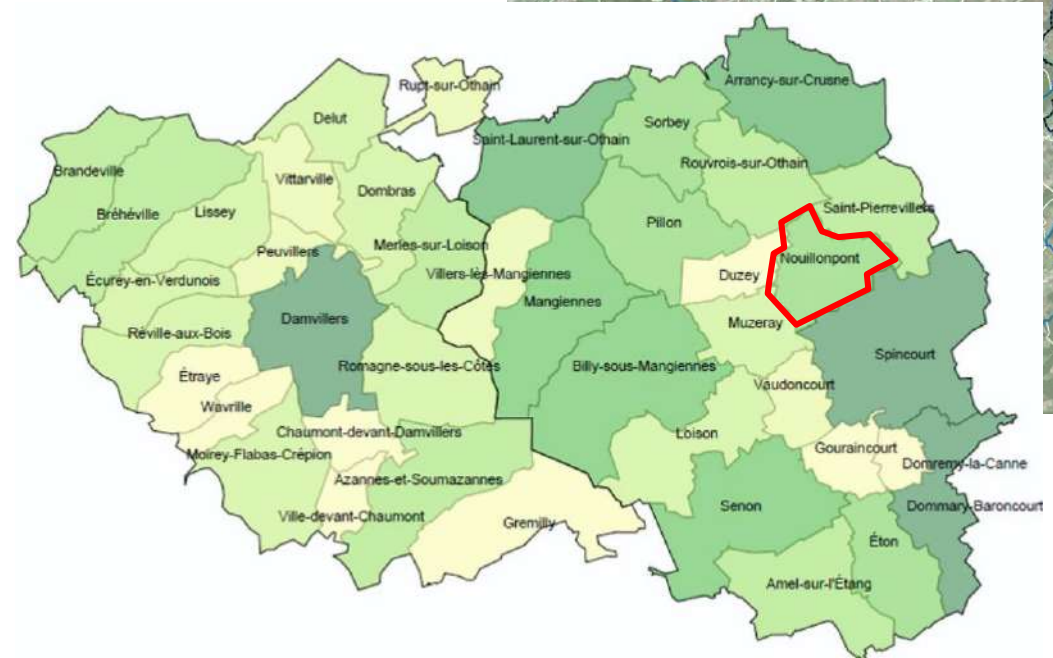 Arrancy-sur-Crusne
Rupt-sur-Othain
Delut
Sorbey
Saint-Laurent-sur-Othain
Rouvrois-sur-Othain
Brandeville
Vittarville
Dombras
Saint-Pierrevillers
Bréhéville
Lissey
Pillon
Merles-sur-Loison
Peuvillers
Nouillonpont
Villers-lès-Mangiennes
Duzey
Écurey-en-Verdunois
Mangiennes
Damvillers
Muzeray
Réville-aux-Bois
Spincourt
Romagne-sous-les-Côtes
Billy-sous-Mangiennes
Étraye
Vaudoncourt
Wavrille
Chaumont-devant-Damvillers
Loison
Gouraincourt
Moirey-Flabas-Crépion
Domremy-la-Canne
Azannes-et-Soumazannes
Senon
Dommary-Baroncourt
Ville-devant-Chaumont
Gremilly
Éton
Amel-sur-l'Étang